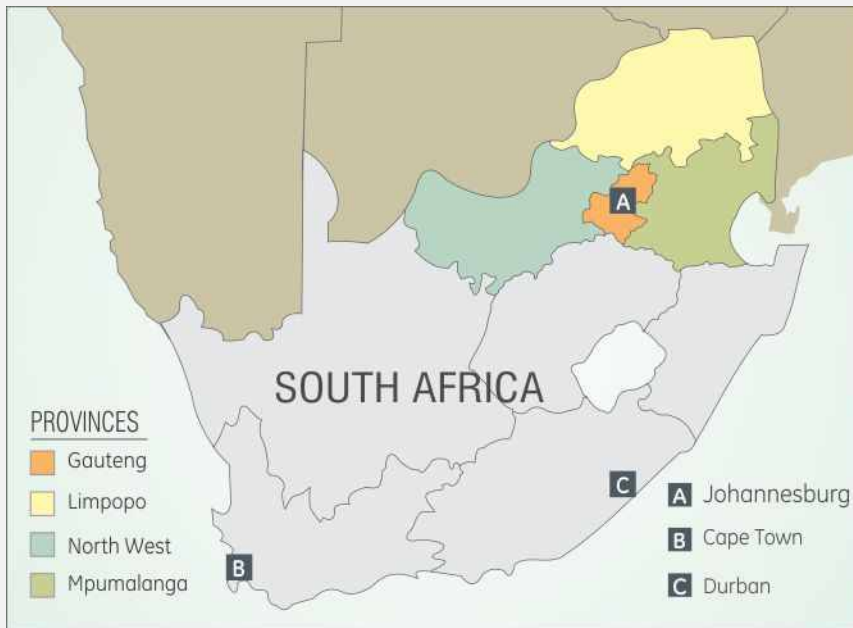 A
SOUTH AFRICA
PROVINCES
Gauteng
Limpopo
North West
Mpumalanga
B
C
A Johannesburg
B Cape Town
C Durban